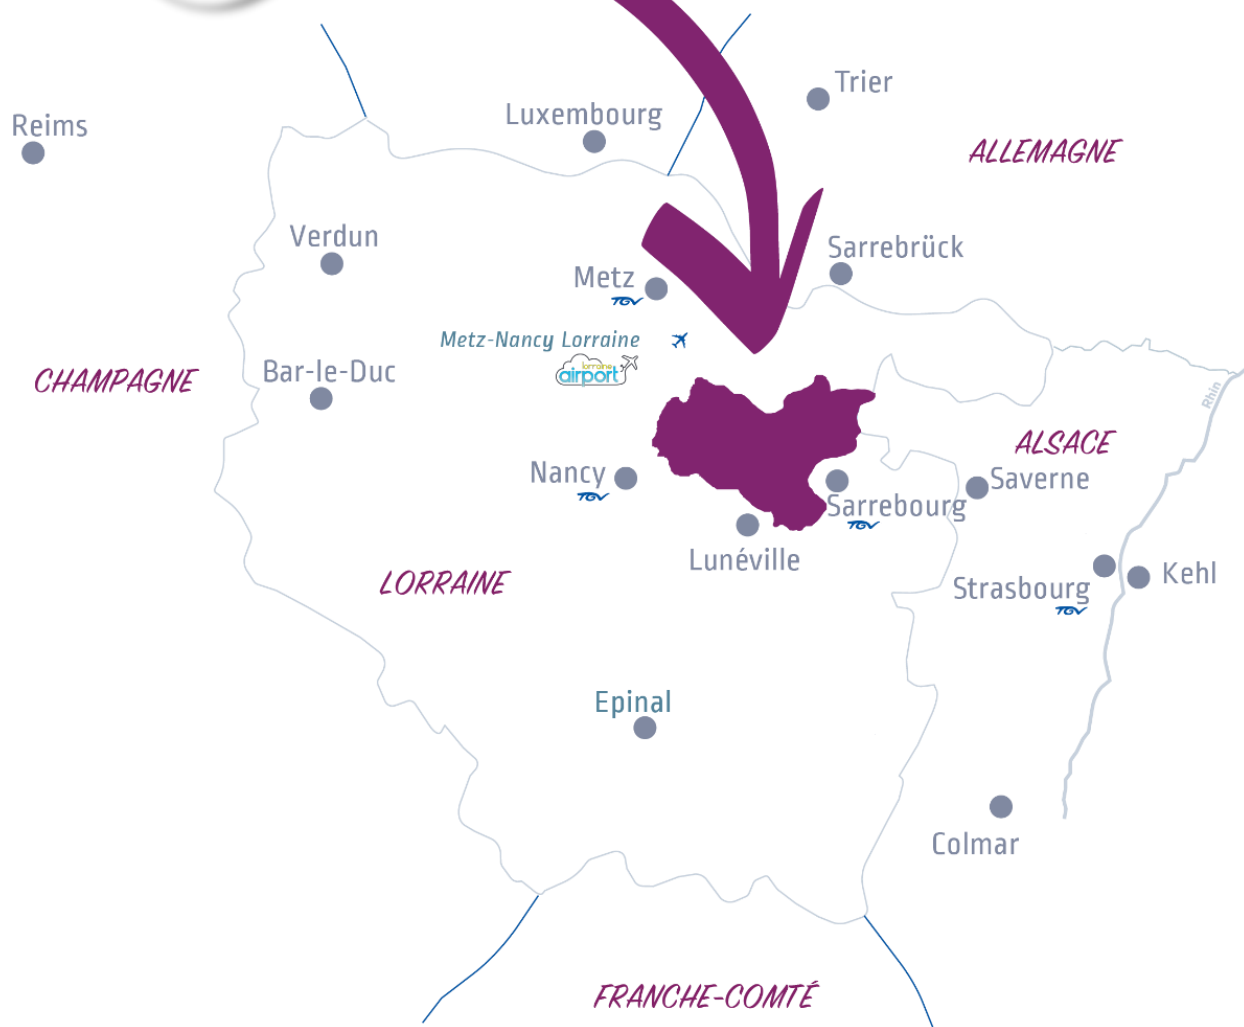 Trier
Luxembourg
Reims
ALLEMAGNE
Verdun
Sarrebrück
Metz
TGV
Metz-Nancy Lorraine
lorraine
airport
CHAMPAGNE
Bar-le-Duc
Rhin
ALSACE
Nancy
TGV
Saverne
Sarrebourg
TGV
Lunéville
LORRAINE
Strasbourg
TGV
Kehl
Epinal
Colmar
FRANCHE-COMTÉ